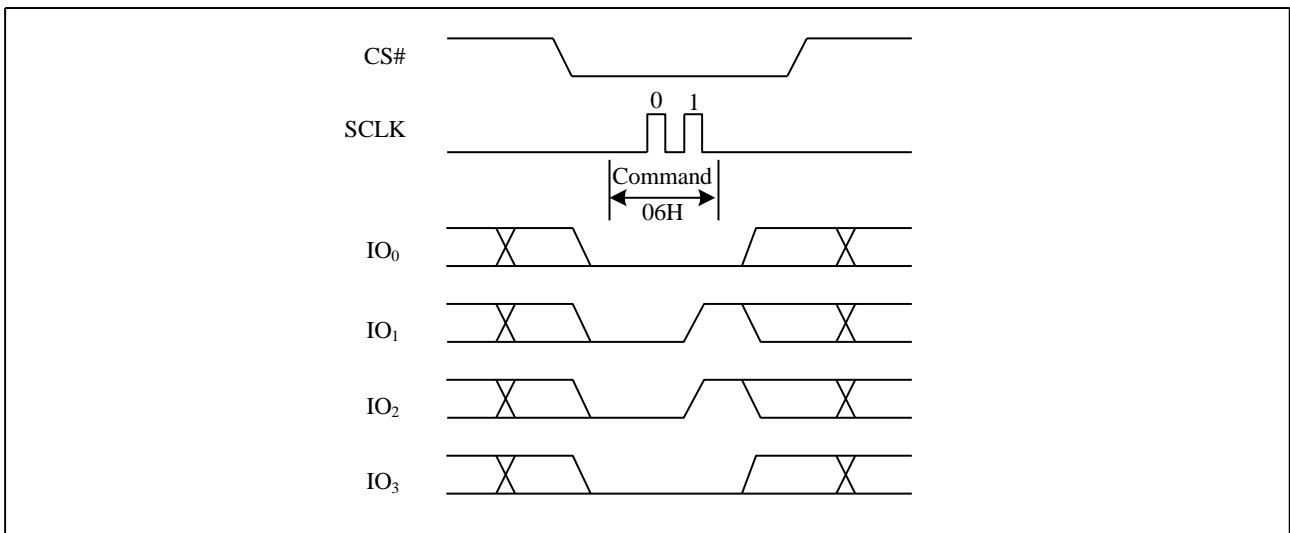 CS#
0 1
SCLK
Command
06H
IO₀
IO₁
IO₂
IO₃